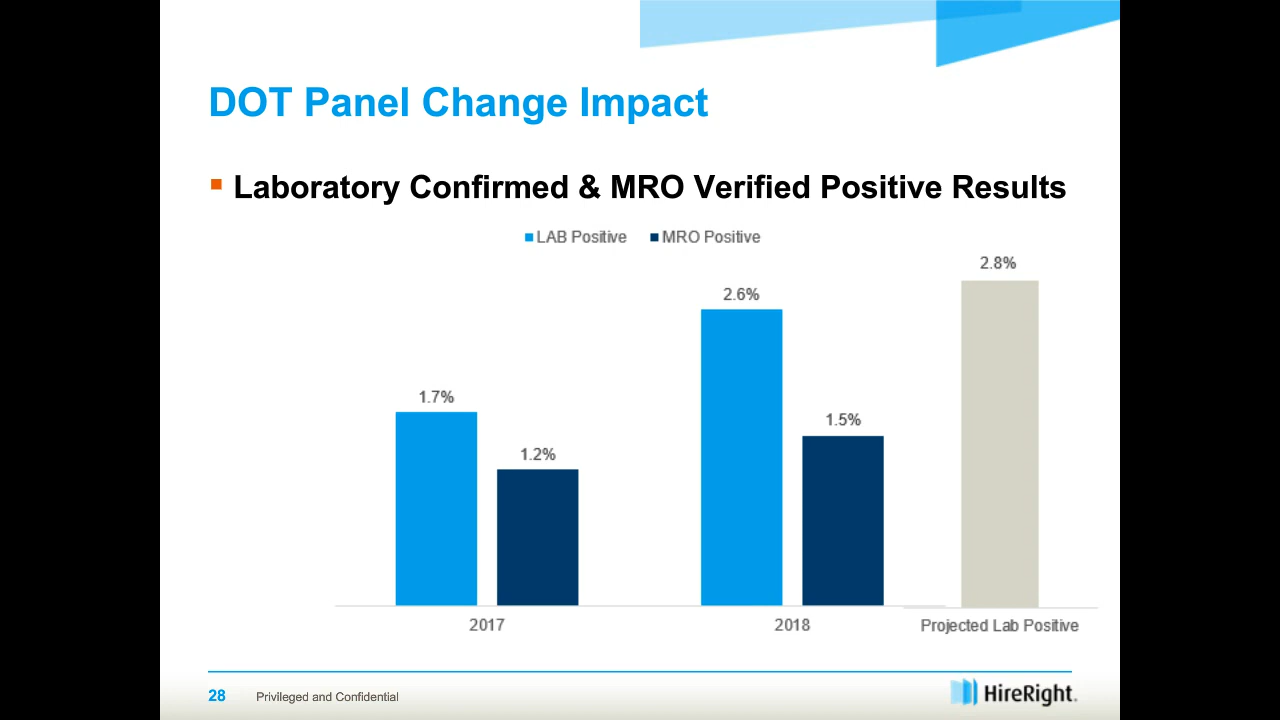 DOT Panel Change Impact
Laboratory Confirmed & MRO Verified Positive Results
LAB Positive MRO Positive
2.8%
2.6%
1.7%
1.5%
1.2%
2017 2018 Projected Lab Positive
28 Privileged and Confidential
HireRight.